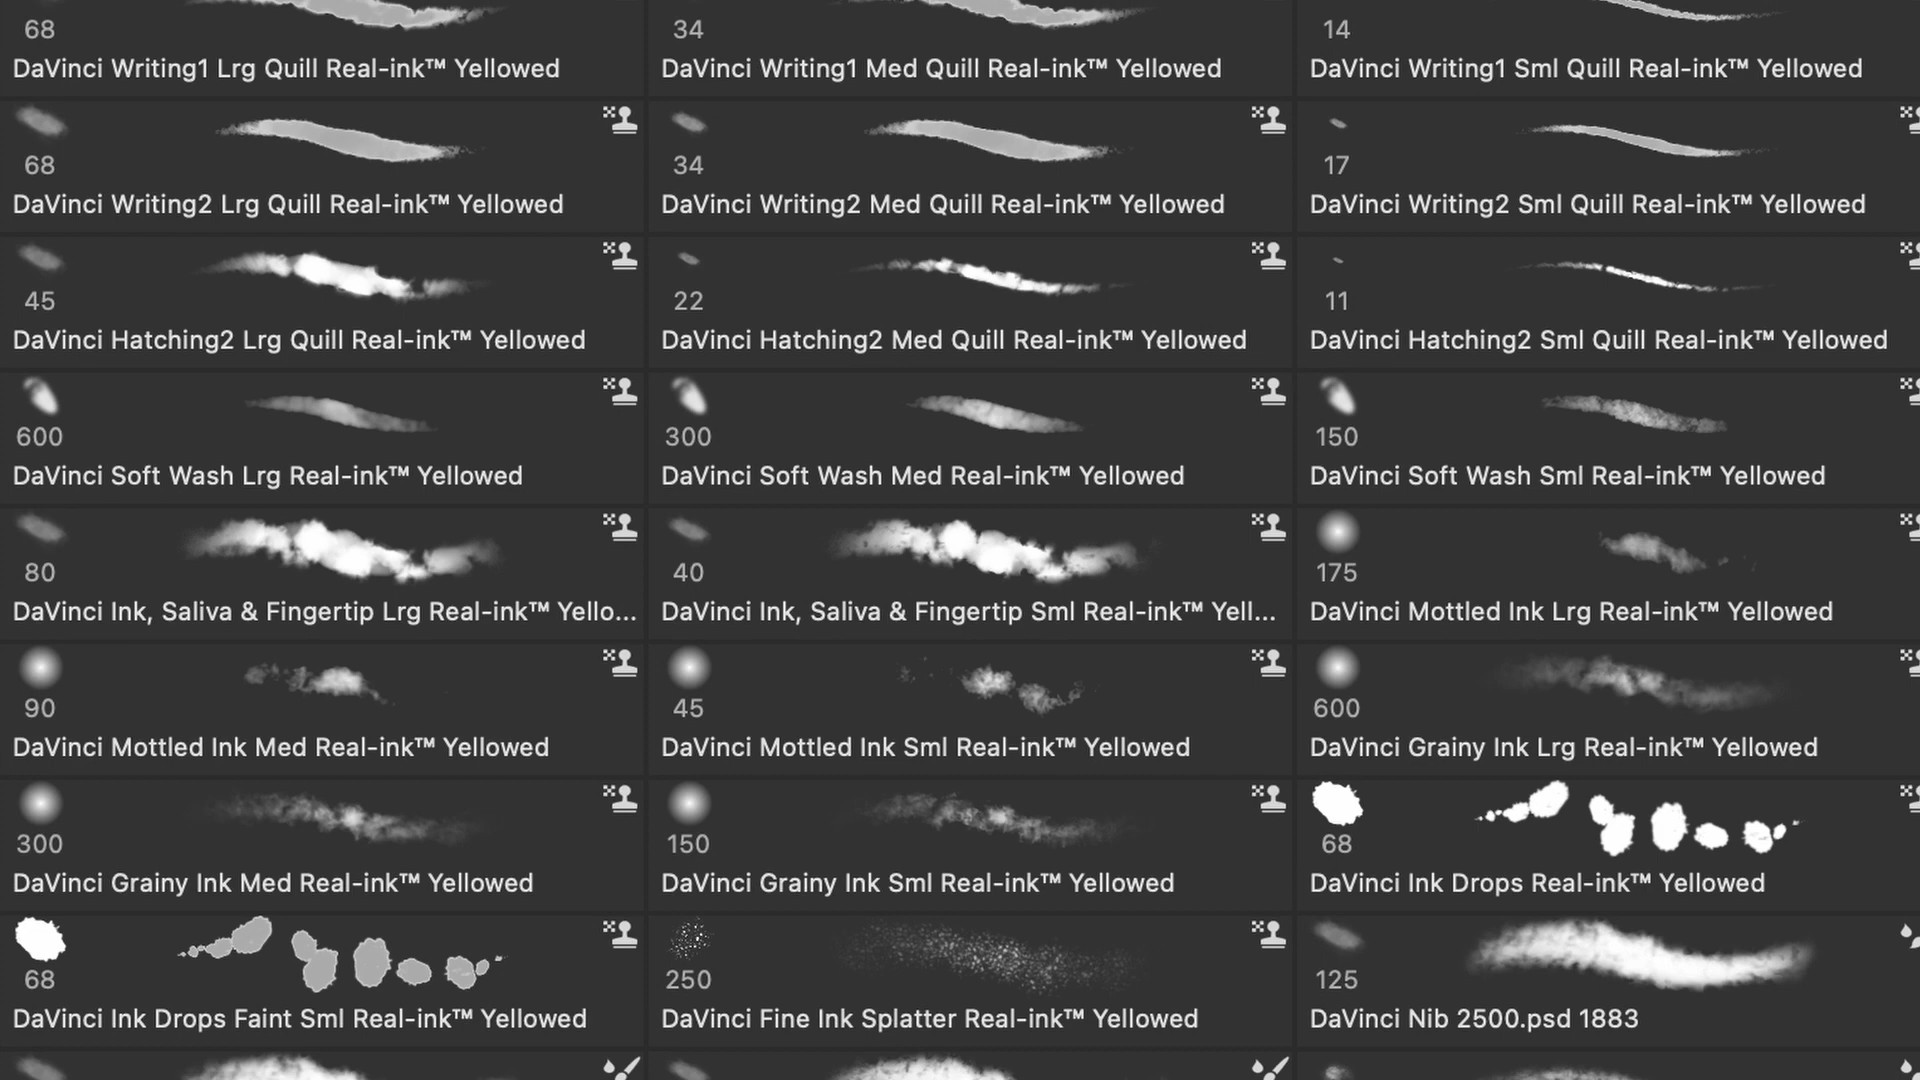 68 34 14
DaVinci Writing1 Lrg Quill Real-ink™ Yellowed DaVinci Writing1 Med Quill Real-ink™ Yellowed DaVinci Writing1 Sml Quill Real-ink™ Yellowed
68 34 17
DaVinci Writing2 Lrg Quill Real-ink™ Yellowed DaVinci Writing2 Med Quill Real-ink™ Yellowed DaVinci Writing2 Sml Quill Real-ink™ Yellowed
45 22 11
DaVinci Hatching2 Lrg Quill Real-ink™ Yellowed DaVinci Hatching2 Med Quill Real-ink™ Yellowed DaVinci Hatching2 Sml Quill Real-ink™ Yellowed
600 300 150
DaVinci Soft Wash Lrg Real-ink™ Yellowed DaVinci Soft Wash Med Real-ink™ Yellowed DaVinci Soft Wash Sml Real-ink™ Yellowed
80 40 175
DaVinci Ink, Saliva & Fingertip Lrg Real-ink™ Yello... DaVinci Ink, Saliva & Fingertip Sml Real-ink™ Yell... DaVinci Mottled Ink Lrg Real-ink™ Yellowed
90 45 600
DaVinci Mottled Ink Med Real-ink™ Yellowed DaVinci Mottled Ink Sml Real-ink™ Yellowed DaVinci Grainy Ink Lrg Real-ink™ Yellowed
300 150 68
DaVinci Grainy Ink Med Real-ink™ Yellowed DaVinci Grainy Ink Sml Real-ink™ Yellowed DaVinci Ink Drops Real-ink™ Yellowed
68 250 125
DaVinci Ink Drops Faint Sml Real-ink™ Yellowed DaVinci Fine Ink Splatter Real-ink™ Yellowed DaVinci Nib 2500.psd 1883